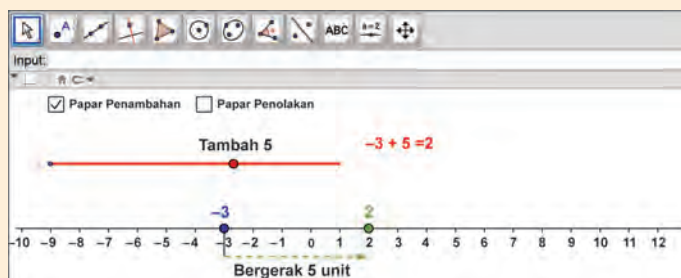 ABC
a=2
Input:
Papar Penambahan Papar Penolakan
Tambah 5
–3 + 5 =2
–3 2
–10 –9 –8 –7 –6 –5 –4 –3 –2 –1 0 1 2 3 4 5 6 7 8 9 10 11 12
Bergerak 5 unit